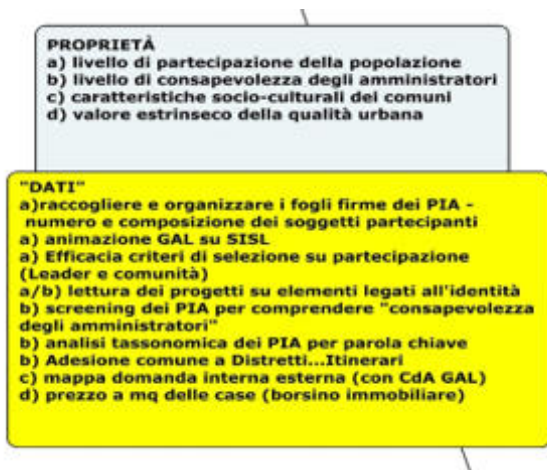 PROPRIETÀ
a) livello di partecipazione della popolazione
b) livello di consapevolezza degli amministratori
c) caratteristiche socio-culturali dei comuni
d) valore estrinseco della qualità urbana
"DATI"
a)raccogliere e organizzare i fogli firme dei PIA -
numero e composizione dei soggetti partecipanti
a) animazione GAL su SISL
a) Efficacia criteri di selezione su partecipazione
(Leader e comunità)
a/b) lettura dei progetti su elementi legati all'identità
b) screening dei PIA per comprendere "consapevolezza
degli amministratori"
b) analisi tassonomica dei PIA per parola chiave
b) Adesione comune a Distretti...Itinerari
c) mappa domanda interna esterna (con CdA GAL)
d) prezzo a mq delle case (borsino immobiliare)